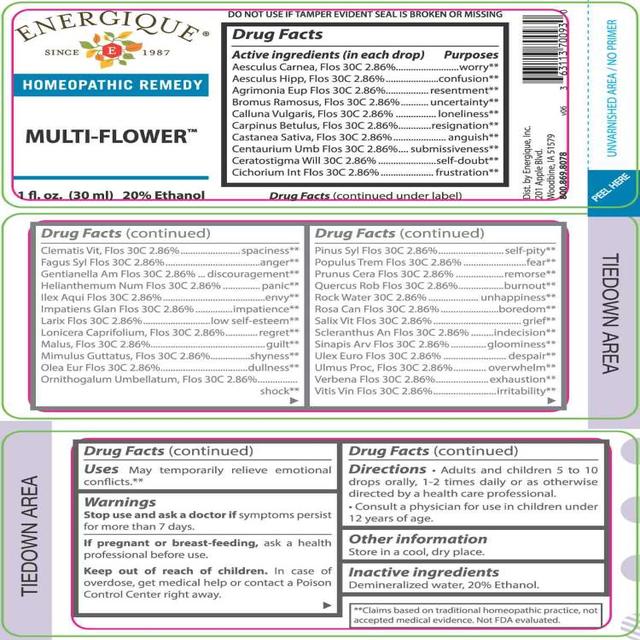 DO NOT USE IF TAMPER EVIDENT SEAL IS BROKEN OR MISSING
ENERGIQUE®
SINCE E 1987
HOMEOPATHIC REMEDY
MULTI-FLOWER™
1 fl. oz. (30 ml) 20% Ethanol
Drug Facts
Active ingredients (in each drop) Purposes
Aesculus Carnea, Flos 30C 2.86%....................worry**
Aesculus Hipp, Flos 30C 2.86%................confusion**
Agrimonia Eup Flos 30C 2.86%............. resentment**
Bromus Ramosus, Flos 30C 2.86%........ uncertainty**
Calluna Vulgaris, Flos 30C 2.86%............ loneliness**
Carpinus Betulus, Flos 30C 2.86%..........resignation**
Castanea Sativa, Flos 30C 2.86%............... anguish**
Centaurium Umb Flos 30C 2.86%.... submissiveness**
Ceratostigma Will 30C 2.86%..................self-doubt**
Cichorium Int Flos 30C 2.86%................. frustration**
Drug Facts (continued under label)
Dist. by Energique, Inc.
201 Apple Blvd.
Woodbine, IA 51579
800.869.8078
v06
3 63113 70093 0
UNVARNISHED AREA / NO PRIMER
PEEL HERE
Drug Facts (continued)
Clematis Vit, Flos 30C 2.86%..................... spaciness**
Fagus Syl Flos 30C 2.86%..............................anger**
Gentianella Am Flos 30C 2.86% .. discouragement**
Helianthemum Num Flos 30C 2.86%............ panic**
Ilex Aqui Flos 30C 2.86%...............................envy**
Impatiens Glan Flos 30C 2.86%............impatience**
Larix Flos 30C 2.86%.....................low self-esteem**
Lonicera Caprifolium, Flos 30C 2.86%......... regret**
Malus, Flos 30C 2.86%...................................guilt**
Mimulus Guttatus, Flos 30C 2.86%............shyness**
Olea Eur Flos 30C 2.86%............................dullness**
Ornithogalum Umbellatum, Flos 30C 2.86%..............
shock**
Drug Facts (continued)
Pinus Syl Flos 30C 2.86%........................ self-pity**
Populus Trem Flos 30C 2.86%........................fear**
Prunus Cera Flos 30C 2.86% ................... remorse**
Quercus Rob Flos 30C 2.86%....................burnout**
Rock Water 30C 2.86% ...................... unhappiness**
Rosa Can Flos 30C 2.86%........................ boredom**
Salix Vit Flos 30C 2.86%...............................grief**
Scleranthus An Flos 30C 2.86%..............indecision**
Sinapis Arv Flos 30C 2.86%.................gloominess**
Ulex Euro Flos 30C 2.86% ........................ despair**
Ulmus Proc, Flos 30C 2.86%............... overwhelm**
Verbena Flos 30C 2.86%......................exhaustion**
Vitis Vin Flos 30C 2.86%.........................irritability**
TIEDOWN AREA
TIEDOWN AREA
Drug Facts (continued)
Uses May temporarily relieve emotional
conflicts.**
Warnings
Stop use and ask a doctor if symptoms persist
for more than 7 days.
If pregnant or breast-feeding, ask a health
professional before use.
Keep out of reach of children. In case of
overdose, get medical help or contact a Poison
Control Center right away.
Drug Facts (continued)
Directions • Adults and children 5 to 10
drops orally, 1-2 times daily or as otherwise
directed by a health care professional.
• Consult a physician for use in children under
12 years of age.
Other information
Store in a cool, dry place.
Inactive ingredients
Demineralized water, 20% Ethanol.
**Claims based on traditional homeopathic practice, not
accepted medical evidence. Not FDA evaluated.